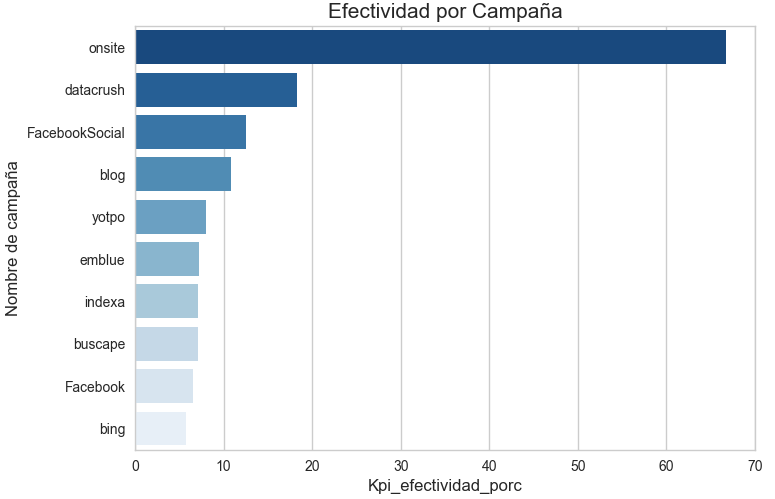 Efectividad por Campaña
Nombre de campaña
onsite
datacrush
FacebookSocial
blog
yotpo
emblue
indexa
buscape
Facebook
bing
0 10 20 30 40 50 60 70
Kpi_efectividad_porc